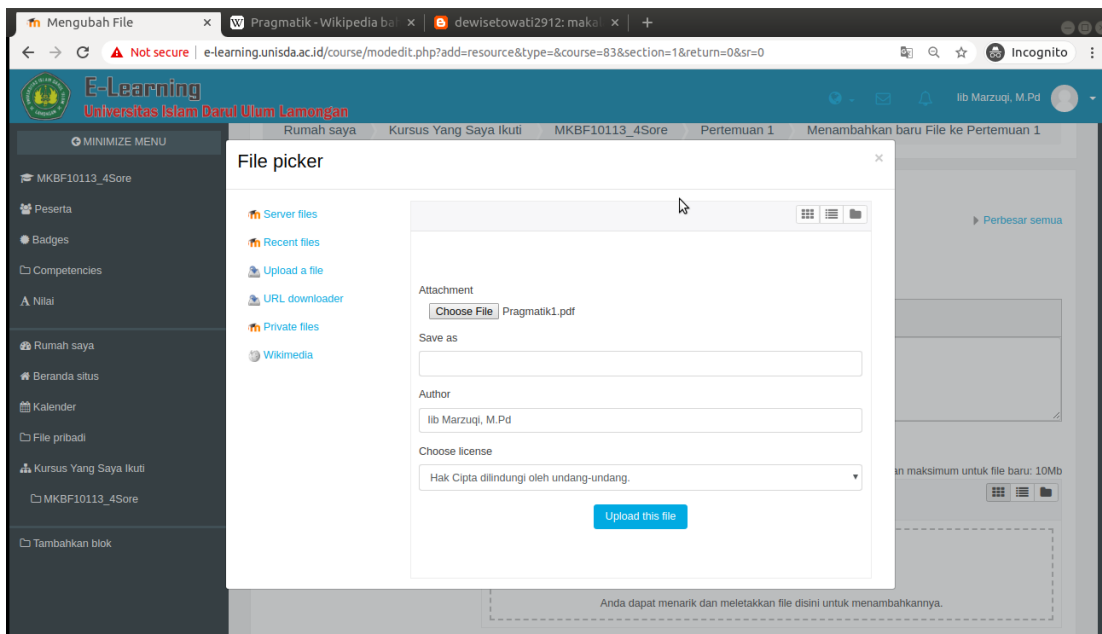 Mengubah File
Pragmatik - Wikipedia bah
dewisetowati2912: makal
Not secure | e-learning.unisda.ac.id/course/modedit.php?add=resource&type=&course=83&section=1&return=0&sr=0
Incognito
E-Learning
Universitas Islam Darul Ulum Lamongan
Iib Marzuqi, M.Pd
MINIMIZE MENU
Rumah saya Kursus Yang Saya Ikuti MKBF10113_4Sore Pertemuan 1 Menambahkan baru File ke Pertemuan 1
MKBF10113_4Sore
Peserta
Badges
Competencies
Nilai
Rumah saya
Beranda situs
Kalender
File pribadi
Kursus Yang Saya Ikuti
MKBF10113_4Sore
Tambahkan blok
File picker
Server files
Recent files
Upload a file
URL downloader
Private files
Wikimedia
Attachment
Choose File Pragmatik1.pdf
Save as
Author
Iib Marzuqi, M.Pd
Choose license
Hak Cipta dilindungi oleh undang-undang.
Upload this file
Perbesar semua
maksimum untuk file baru: 10Mb
Anda dapat menarik dan meletakkan file disini untuk menambahkannya.